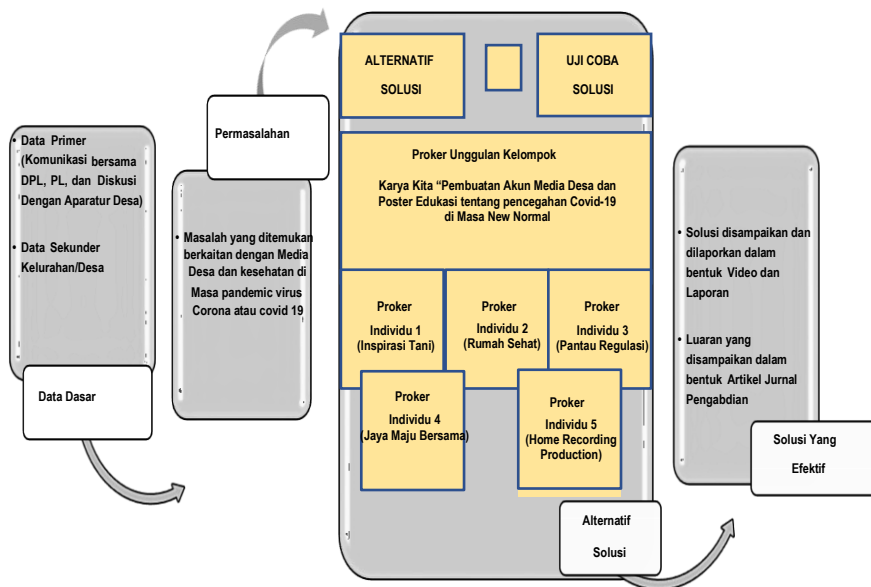 • Data Primer
(Komunikasi bersama
DPL, PL, dan Diskusi
Dengan Aparatur Desa)
• Data Sekunder
Kelurahan/Desa
Data Dasar
Permasalahan
• Masalah yang ditemukan
berkaitan dengan Media
Desa dan kesehatan di
Masa pandemic virus
Corona atau covid 19
ALTERNATIF
SOLUSI
UJI COBA
SOLUSI
Proker Unggulan Kelompok
Karya Kita “Pembuatan Akun Media Desa dan
Poster Edukasi tentang pencegahan Covid-19
di Masa New Normal
Proker
Individu 1
(Inspirasi Tani)
Proker
Individu 2
(Rumah Sehat)
Proker
Individu 3
(Pantau Regulasi)
Proker
Individu 4
(Jaya Maju Bersama)
Proker
Individu 5
(Home Recording
Production)
Alternatif
Solusi
• Solusi disampaikan dan
dilaporkan dalam
bentuk Video dan
Laporan
• Luaran yang
disampaikan dalam
bentuk Artikel Jurnal
Pengabdian
Solusi Yang
Efektif